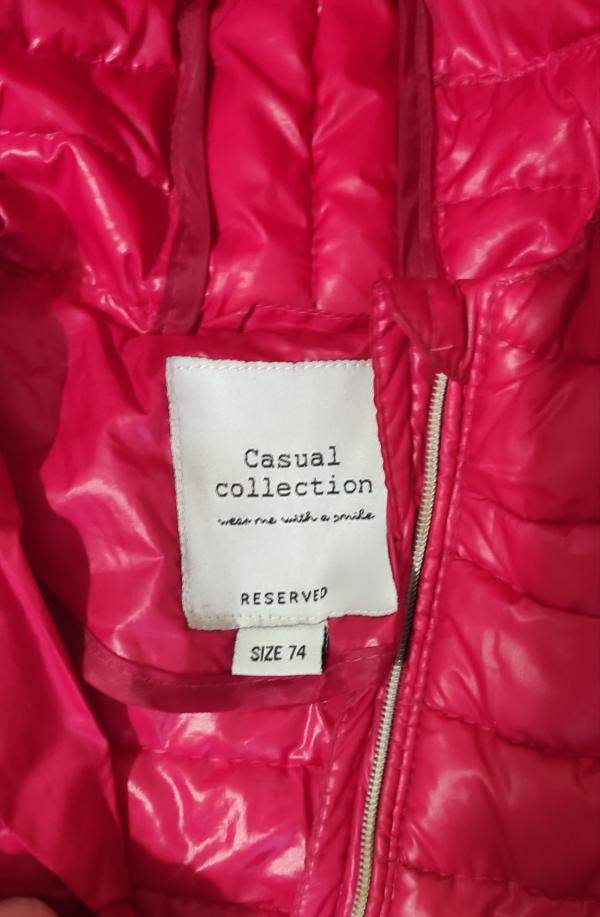 Casual
collection
wear me with a smile
RESERVED
SIZE 74